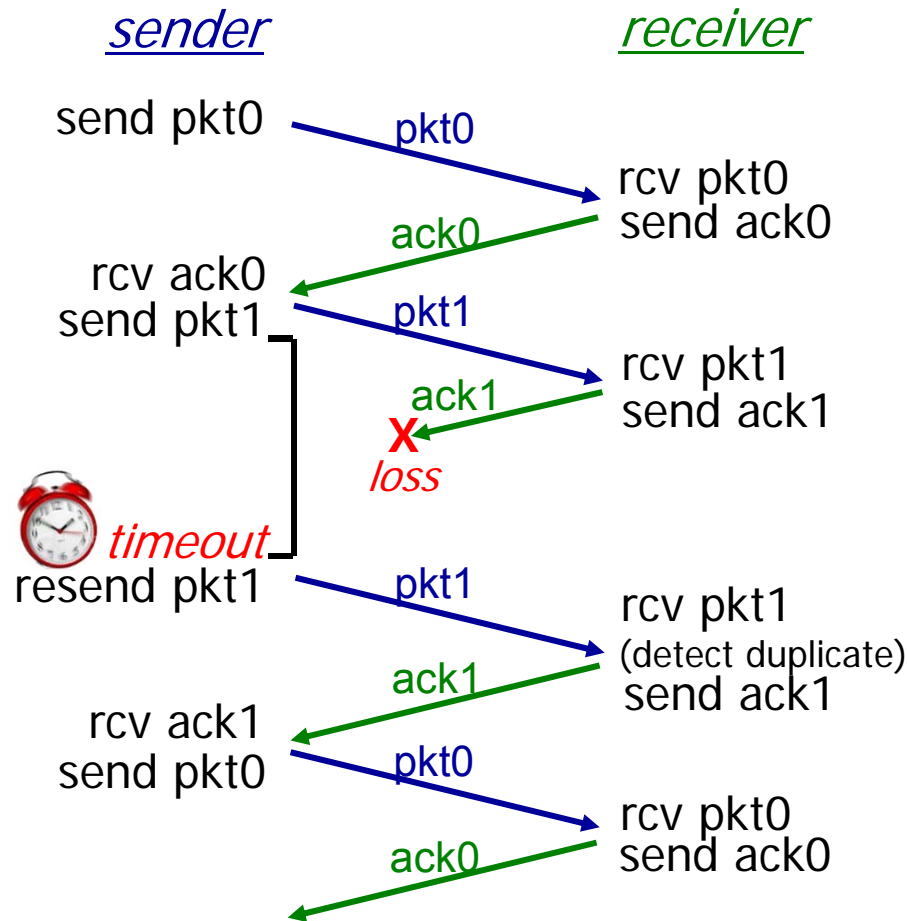 sender
receiver
send pkt0
pkt0
rcv pkt0
send ack0
ack0
rcv ack0
send pkt1
pkt1
rcv pkt1
send ack1
ack1
X
loss
timeout
resend pkt1
pkt1
rcv pkt1
(detect duplicate)
send ack1
ack1
rcv ack1
send pkt0
pkt0
rcv pkt0
send ack0
ack0